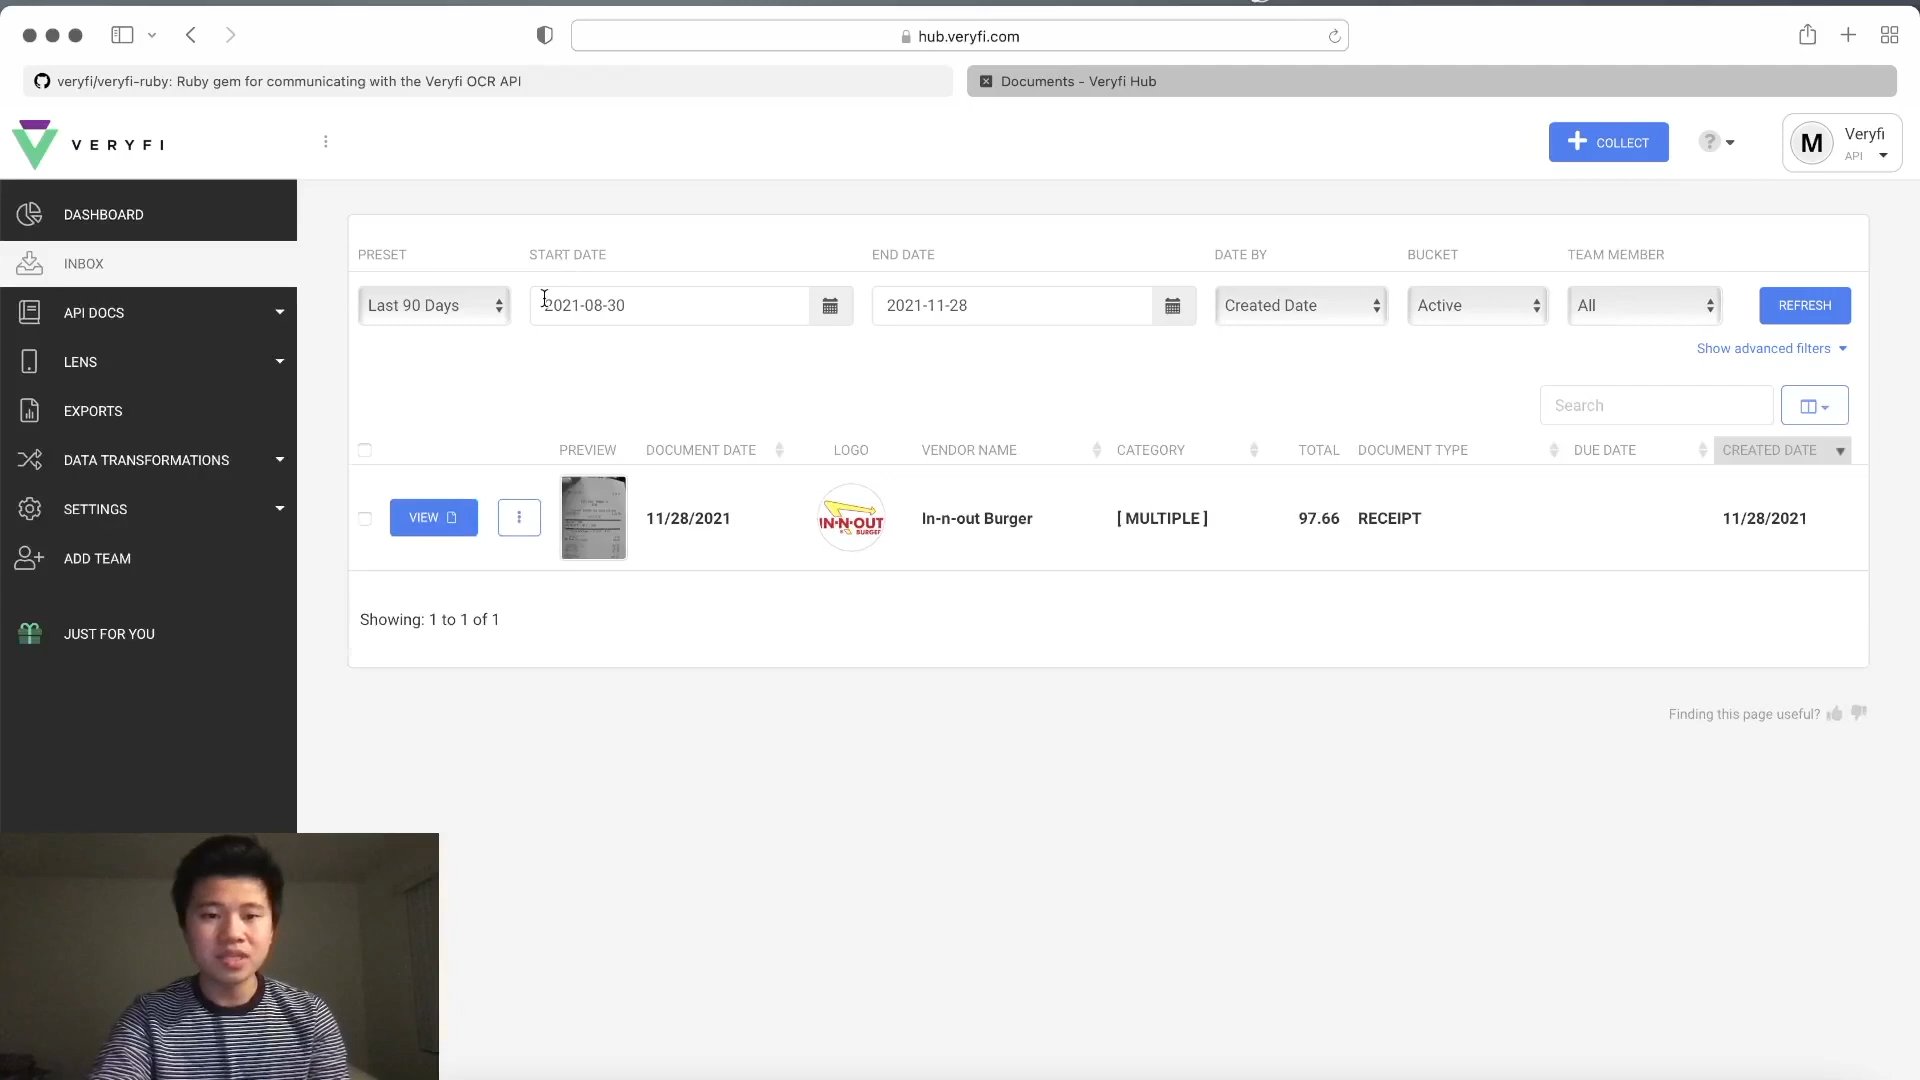 hub.veryfi.com
veryfi/veryfi-ruby: Ruby gem for communicating with the Veryfi OCR API
Documents - Veryfi Hub
VERYFI
COLLECT
?
M
Veryfi
API
DASHBOARD
INBOX
API DOCS
LENS
EXPORTS
DATA TRANSFORMATIONS
SETTINGS
ADD TEAM
JUST FOR YOU
PRESET START DATE END DATE DATE BY BUCKET TEAM MEMBER
Last 90 Days 2021-08-30 2021-11-28 Created Date Active All REFRESH
Show advanced filters
Search
PREVIEW DOCUMENT DATE LOGO VENDOR NAME CATEGORY TOTAL DOCUMENT TYPE DUE DATE CREATED DATE
VIEW 11/28/2021 IN-N-OUT BURGER In-n-out Burger [ MULTIPLE ] 97.66 RECEIPT 11/28/2021
Showing: 1 to 1 of 1
Finding this page useful?